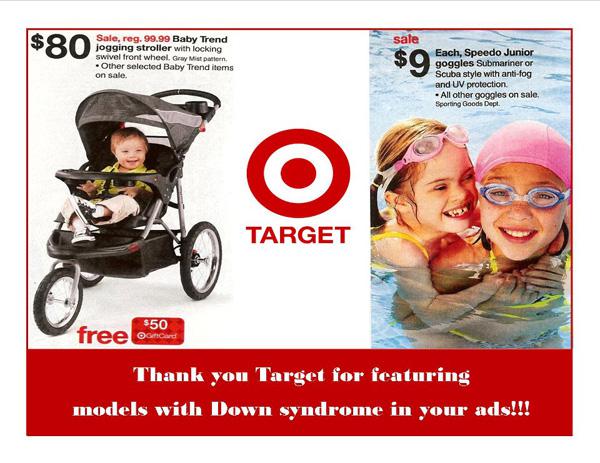 $80
Sale, reg. 99.99 Baby Trend
jogging stroller with locking
swivel front wheel. Gray Mist pattern.
• Other selected Baby Trend items
on sale.
free
$50
GiftCard
TARGET
sale
$9
Each, Speedo Junior
goggles Submariner or
Scuba style with anti-fog
and UV protection.
• All other goggles on sale.
Sporting Goods Dept.
Thank you Target for featuring
models with Down syndrome in your ads!!!